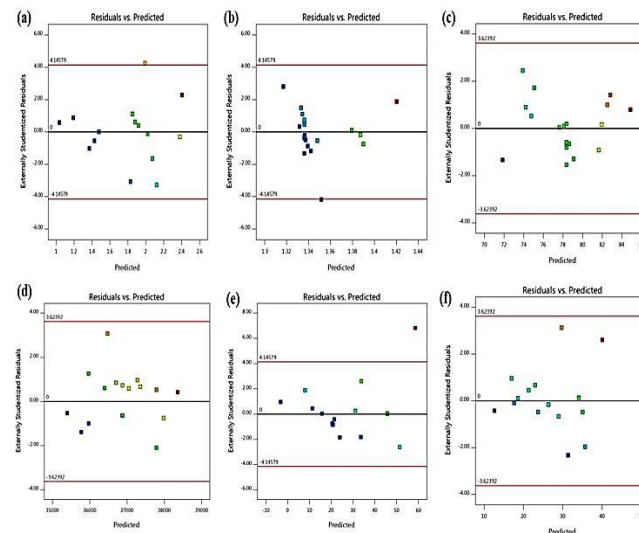 (a)
Residuals vs. Predicted
Externally Studentized Residuals
6.00
4.14579
4.00
2.00
0
0.00
-2.00
-4.00
-4.14579
-6.00
1 1.2 1.4 1.6 1.8 2 2.2 2.4 2.6
Predicted
(b)
Residuals vs. Predicted
Externally Studentized Residuals
6.00
4.14579
4.00
2.00
0
0.00
-2.00
-4.00
-4.14579
-6.00
1.3 1.32 1.34 1.36 1.38 1.4 1.42 1.44
Predicted
(c)
Residuals vs. Predicted
Externally Studentized Residuals
4.00
3.62392
2.00
0
0.00
-2.00
-3.62392
-4.00
70 72 74 76 78 80 82 84
Predicted
(d)
Residuals vs. Predicted
Externally Studentized Residuals
4.00
3.62392
2.00
0
0.00
-2.00
-3.62392
-4.00
35000 36000 37000 38000 39000
Predicted
(e)
Residuals vs. Predicted
Externally Studentized Residuals
8.00
6.00
4.14579
4.00
2.00
0
0.00
-2.00
-4.00
-4.14579
-6.00
-10 0 10 20 30 40 50 60
Predicted
(f)
Residuals vs. Predicted
Externally Studentized Residuals
4.00
3.62392
2.00
0
0.00
-2.00
-3.62392
-4.00
10 20 30 40
Predicted